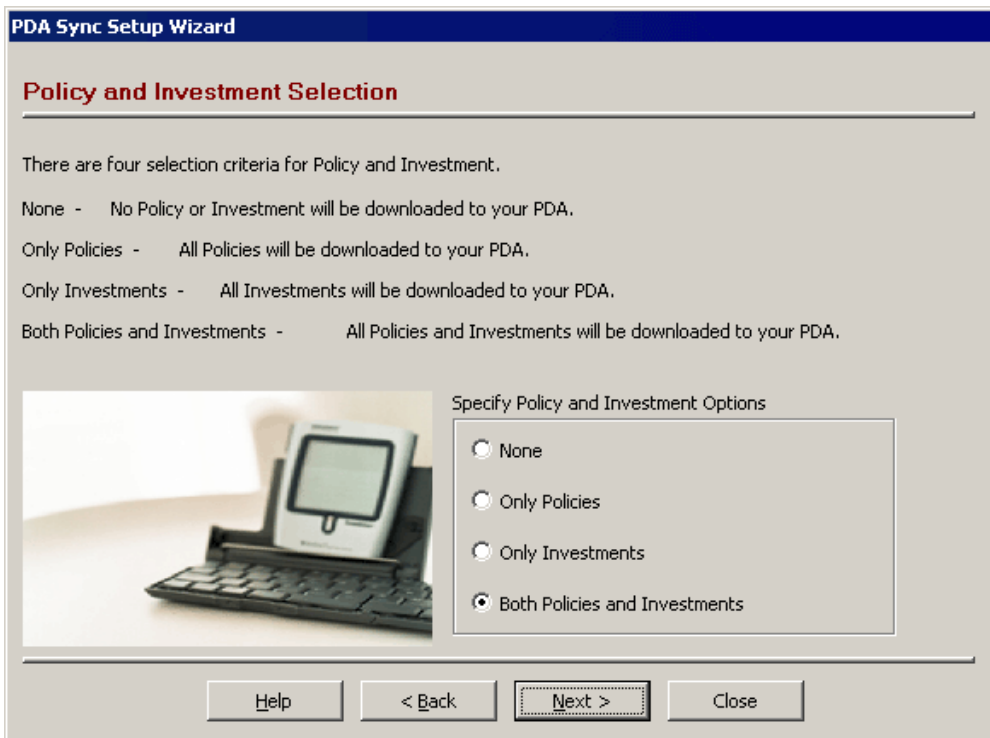 PDA Sync Setup Wizard
Policy and Investment Selection
There are four selection criteria for Policy and Investment.
None - No Policy or Investment will be downloaded to your PDA.
Only Policies - All Policies will be downloaded to your PDA.
Only Investments - All Investments will be downloaded to your PDA.
Both Policies and Investments - All Policies and Investments will be downloaded to your PDA.
Specify Policy and Investment Options
None
Only Policies
Only Investments
Both Policies and Investments
Help
< Back
Next >
Close